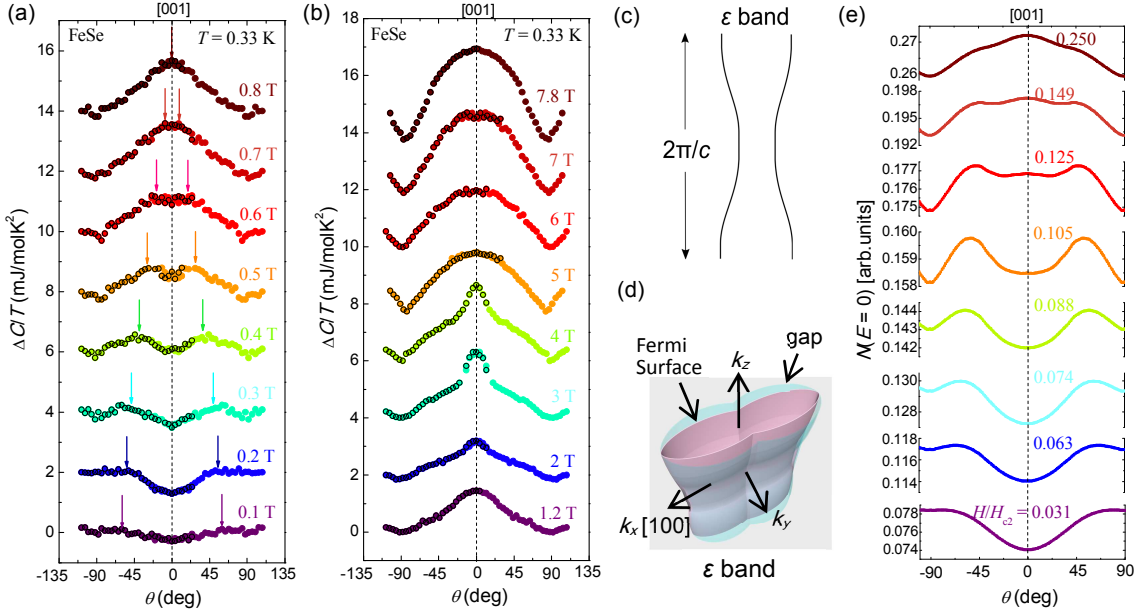 (a)
[001]
FeSe
T = 0.33 K
0.8 T
0.7 T
0.6 T
0.5 T
0.4 T
0.3 T
0.2 T
0.1 T
16
14
12
10
8
6
4
2
0
ΔC/T (mJ/molK²)
-135 -90 -45 0 45 90 135
θ (deg)
(b)
[001]
FeSe
T = 0.33 K
7.8 T
7 T
6 T
5 T
4 T
3 T
2 T
1.2 T
16
14
12
10
8
6
4
2
0
ΔC/T (mJ/molK²)
-135 -90 -45 0 45 90 135
θ (deg)
(c)
ε band
2π/c
(d)
Fermi
Surface
gap
k_z
k_x [100]
k_y
ε band
(e)
[001]
0.27
0.26
0.250
0.198
0.195
0.192
0.149
0.177
0.176
0.175
0.125
0.160
0.159
0.158
0.105
0.144
0.143
0.142
0.088
0.130
0.128
0.074
0.118
0.116
0.114
0.063
0.078
0.076
0.074
H/H_c2 = 0.031
N(E = 0) [arb.units]
-90 -45 0 45 90
θ (deg)